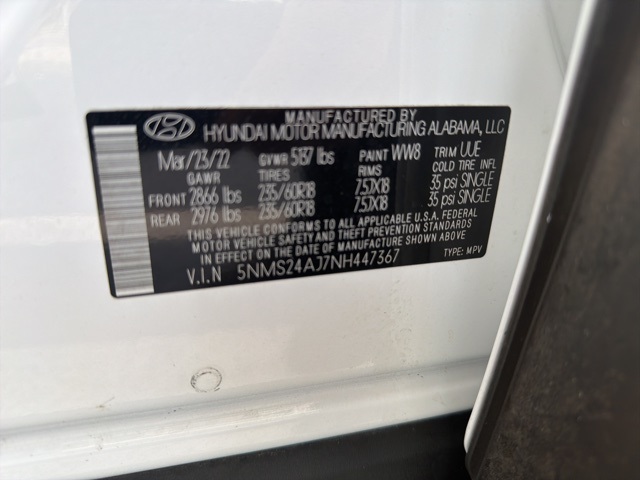 MANUFACTURED BY
HYUNDAI MOTOR MANUFACTURING ALABAMA, LLC
Mar/23/22 GVWR 5137 lbs PAINT WW8 TRIM UUE
GAWR TIRES RIMS COLD TIRE INFL
FRONT 2866 lbs 235/60R18 7.5JX18 35 psi SINGLE
REAR 2976 lbs 235/60R18 7.5JX18 35 psi SINGLE
THIS VEHICLE CONFORMS TO ALL APPLICABLE U.S.A. FEDERAL
MOTOR VEHICLE SAFETY AND THEFT PREVENTION STANDARDS
IN EFFECT ON THE DATE OF MANUFACTURE SHOWN ABOVE.
V.I.N 5NMS24AJ7NH447367 TYPE: MPV